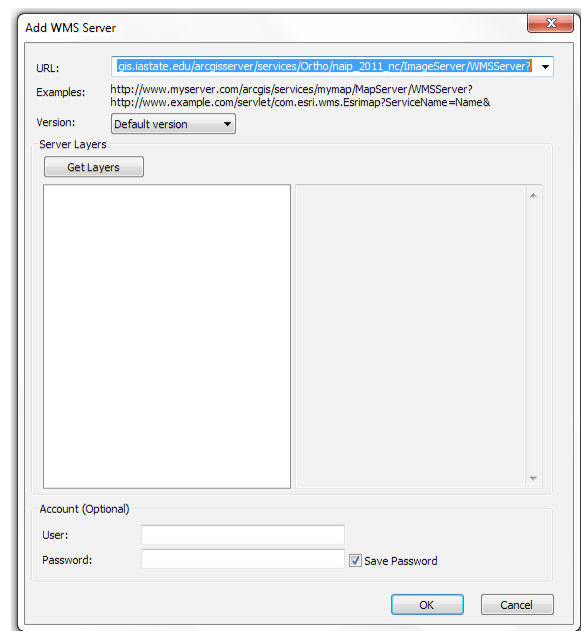 Add WMS Server
URL: gis.iastate.edu/arcgisserver/services/Ortho/naip_2011_nc/ImageServer/WMSServer?
Examples: http://www.myserver.com/arcgis/services/mymap/MapServer/WMSServer?
http://www.example.com/servlet/com.esri.wms.Esrimap?ServiceName=Name&
Version: Default version
Server Layers
Get Layers
Account (Optional)
User:
Password: Save Password
OK Cancel